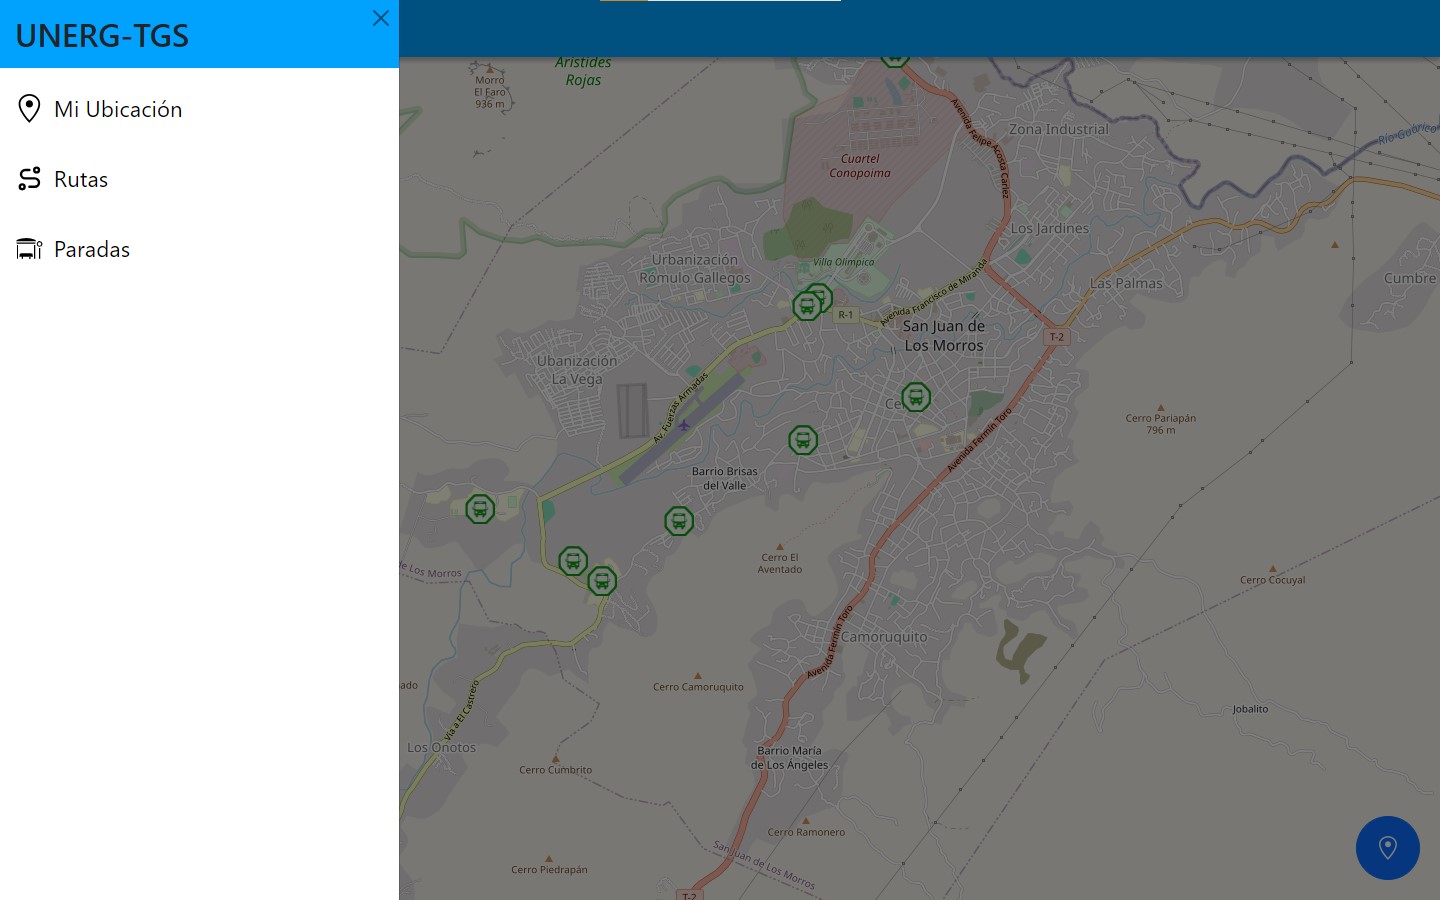 UNERG-TGS
Mi Ubicación
Rutas
Paradas
Arístides
Rojas
Morro
El Faro
936 m
Cuartel
Conopoima
Avenida Felipe Acosta Carlez
Zona Industrial
Río Guárico
Los Jardines
Urbanización
Rómulo Gallegos
Villa Olímpica
Avenida Francisco de Miranda
Las Palmas
Cumbre
R-1
San Juan de
Los Morros
T-2
Ubanización
La Vega
Av. Fuerzas Armadas
Cerro Pariapán
796 m
Avenida Fermín Toro
Barrio Brisas
del Valle
Cerro El
Aventado
de Los Morros
Cerro Cocuyal
Avenida Fermín Toro
Camoruquito
Cerro Camoruquito
ado
Vía a El Castrero
Jobalito
Los Onotos
Barrio María
de Los Ángeles
Cerro Cumbrito
Cerro Ramonero
San Juan de Los Morros
Cerro Piedrapán
T-2